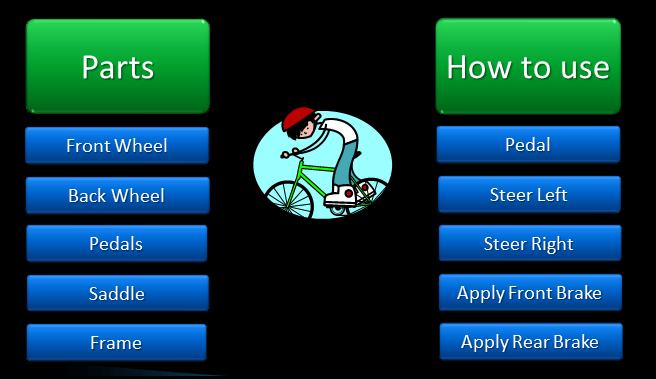 Parts
Front Wheel
Back Wheel
Pedals
Saddle
Frame
How to use
Pedal
Steer Left
Steer Right
Apply Front Brake
Apply Rear Brake